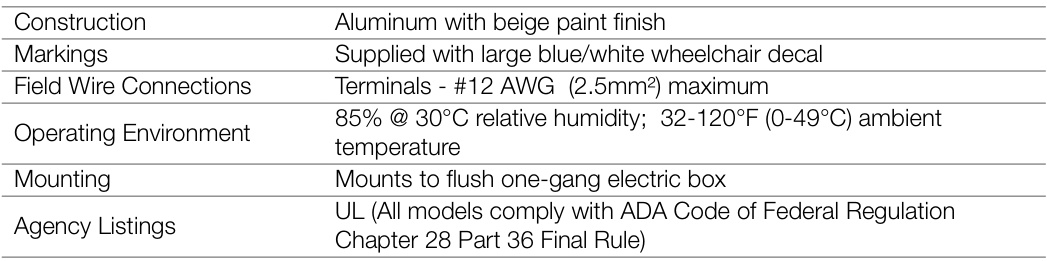 Construction Aluminum with beige paint finish
Markings Supplied with large blue/white wheelchair decal
Field Wire Connections Terminals - #12 AWG (2.5mm²) maximum
Operating Environment 85% @ 30°C relative humidity; 32-120°F (0-49°C) ambient
temperature
Mounting Mounts to flush one-gang electric box
Agency Listings UL (All models comply with ADA Code of Federal Regulation
Chapter 28 Part 36 Final Rule)